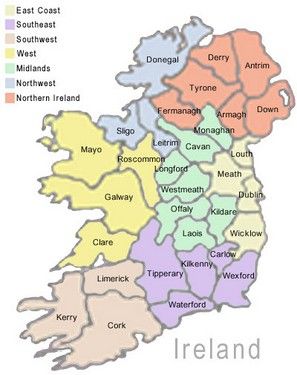 East Coast
Southeast
Southwest
West
Midlands
Northwest
Northern Ireland
Donegal
Derry
Antrim
Tyrone
Fermanagh
Armagh
Down
Monaghan
Sligo
Leitrim
Cavan
Mayo
Roscommon
Longford
Louth
Meath
Westmeath
Galway
Dublin
Offaly
Kildare
Laois
Wicklow
Clare
Carlow
Tipperary
Kilkenny
Wexford
Limerick
Waterford
Kerry
Cork
Ireland